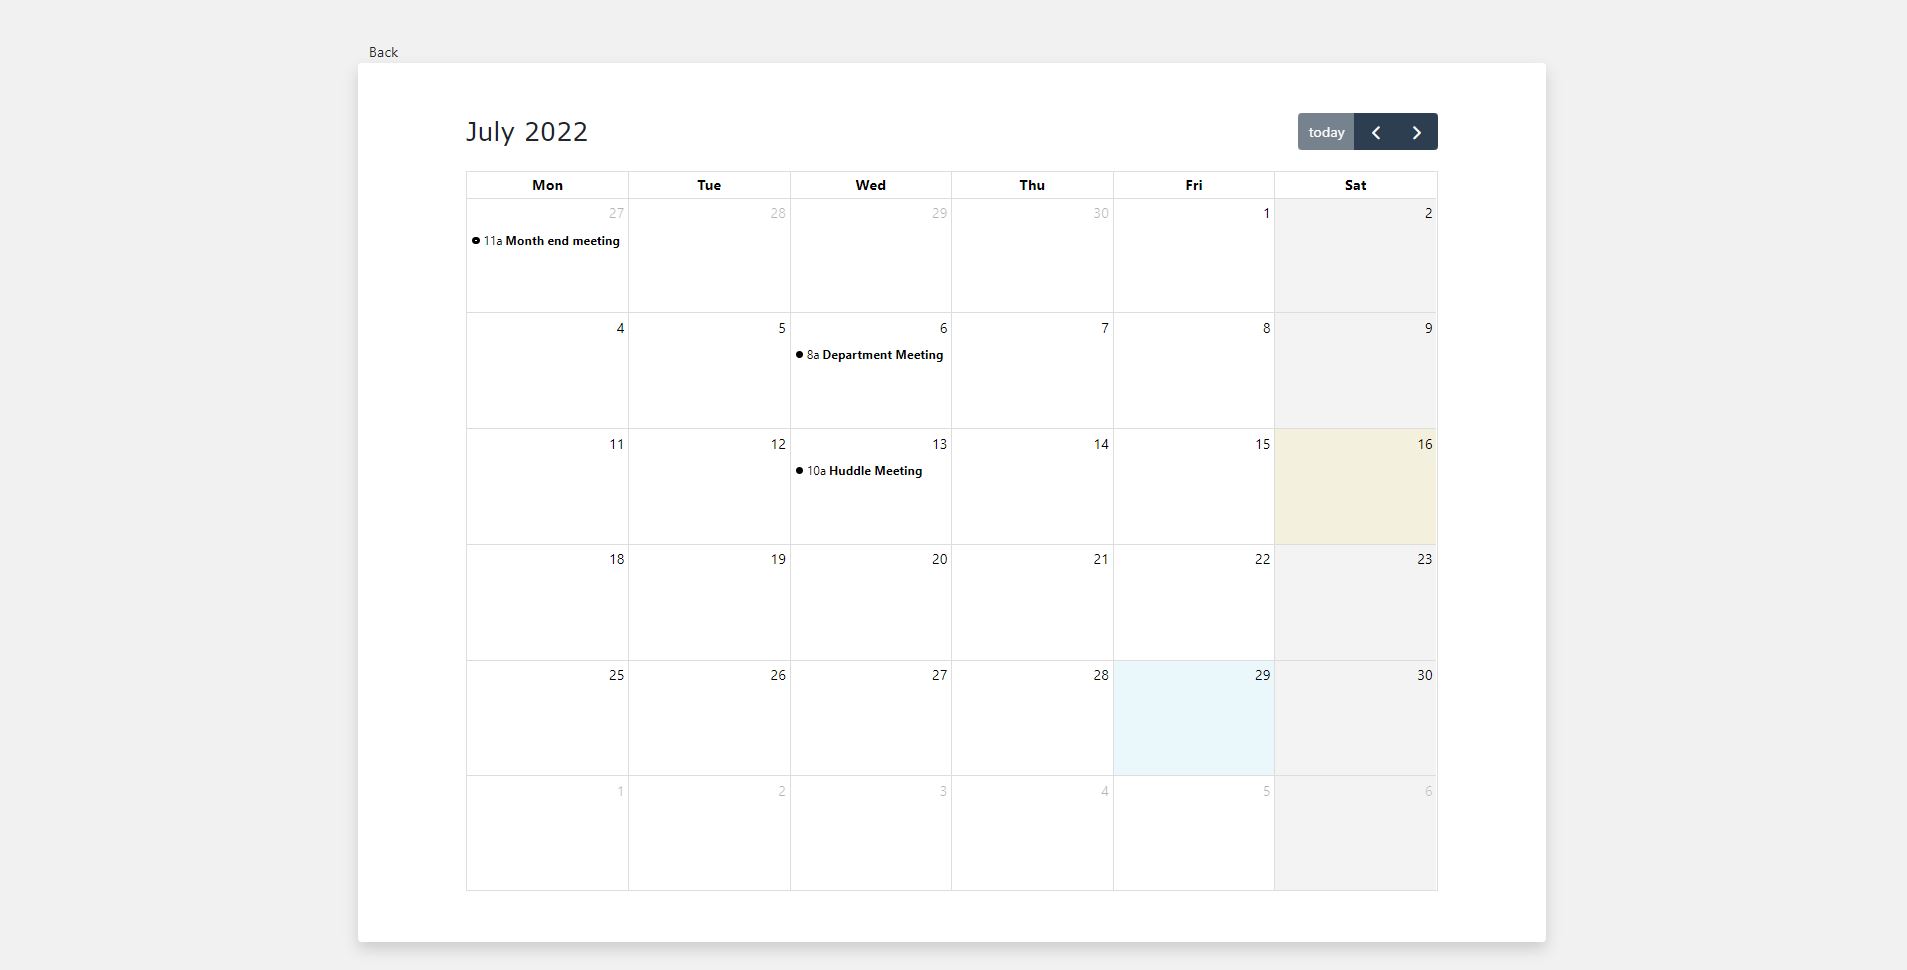 Back
July 2022
today
Mon Tue Wed Thu Fri Sat
27 28 29 30 1 2
11a Month end meeting
4 5 6 7 8 9
8a Department Meeting
11 12 13 14 15 16
10a Huddle Meeting
18 19 20 21 22 23
25 26 27 28 29 30
1 2 3 4 5 6